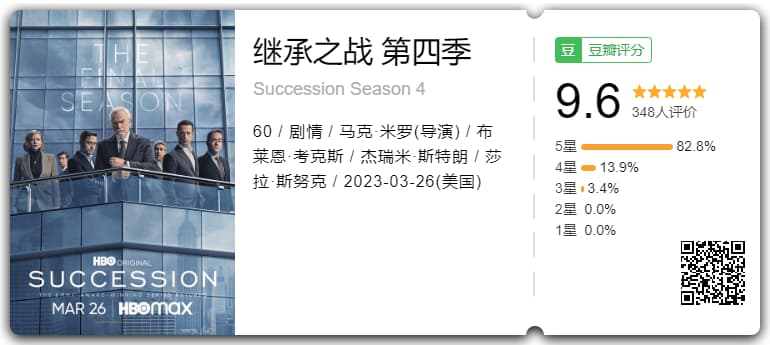 THE
FINAL
SEASON
HBO ORIGINAL
SUCCESSION
THE EMMY AWARD-WINNING SERIES RETURNS
MAR 26 HBOMAX
继承之战 第四季
Succession Season 4
60 / 剧情 / 马克·米罗(导演) / 布
莱恩·考克斯 / 杰瑞米·斯特朗 / 莎
拉·斯努克 / 2023-03-26(美国)
豆 豆瓣评分
9.6
348人评价
5星 82.8%
4星 13.9%
3星 3.4%
2星 0.0%
1星 0.0%